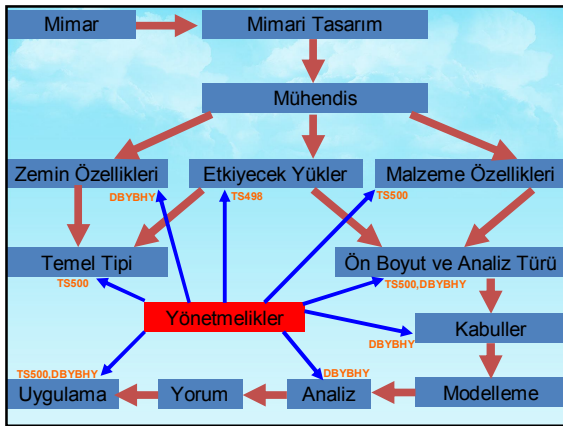 Mimar
Mimari Tasarım
Mühendis
Zemin Özellikleri
Etkiyecek Yükler
Malzeme Özellikleri
DBYBHY
TS498
TS500
Temel Tipi
Ön Boyut ve Analiz Türü
TS500
TS500,DBYBHY
Yönetmelikler
Kabuller
DBYBHY
TS500,DBYBHY
DBYBHY
Uygulama
Yorum
Analiz
Modelleme